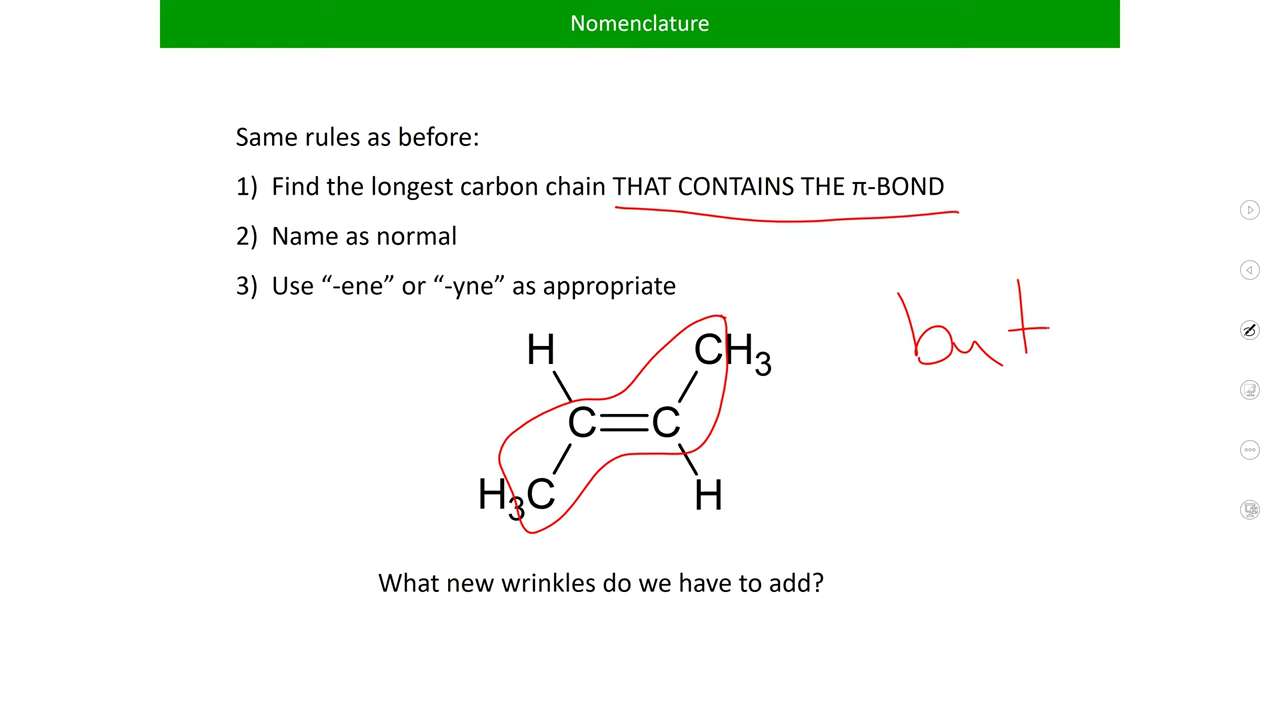 Nomenclature
Same rules as before:
1) Find the longest carbon chain THAT CONTAINS THE π-BOND
2) Name as normal
3) Use “-ene” or “-yne” as appropriate
but
H CH₃
C C
H₃C H
What new wrinkles do we have to add?